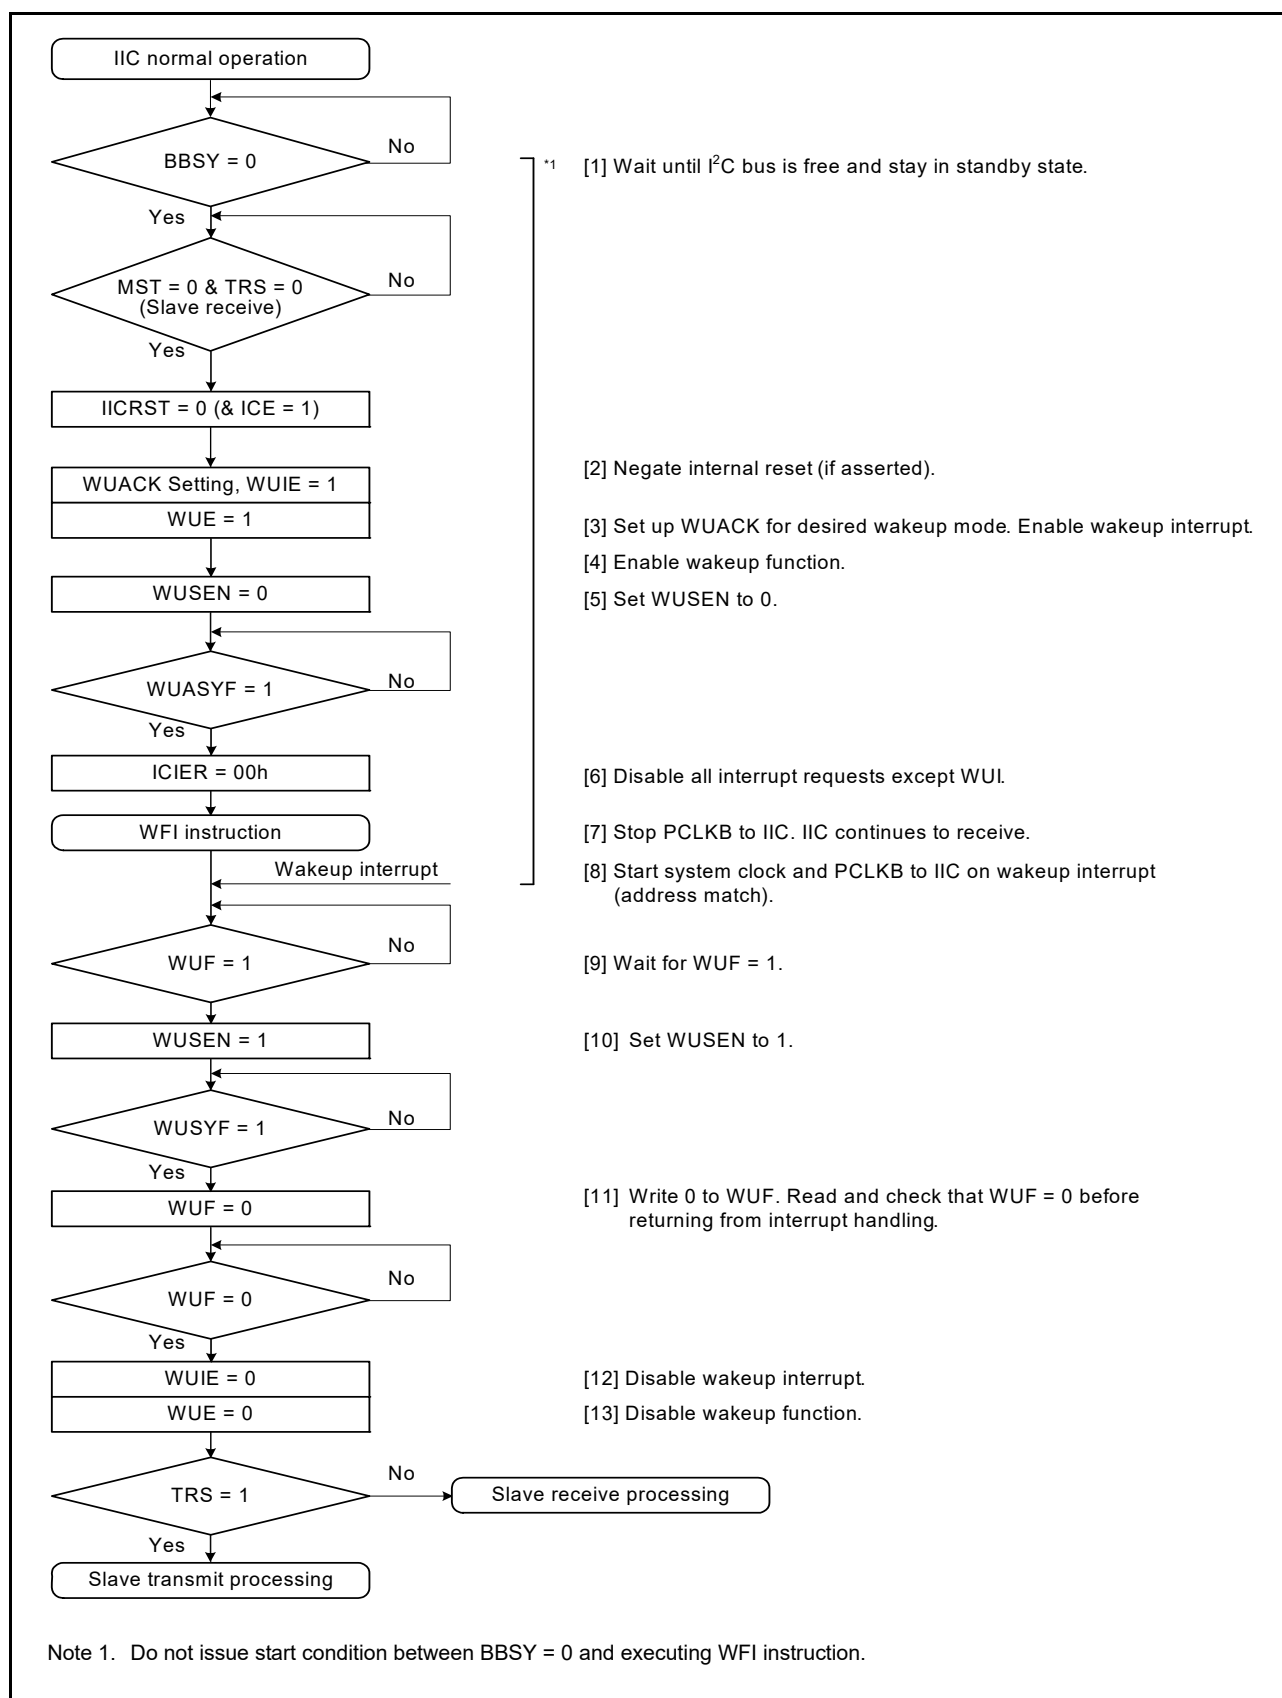 IIC normal operation
No
BBSY = 0
*1 [1] Wait until I²C bus is free and stay in standby state.
Yes
MST = 0 & TRS = 0
(Slave receive)
No
Yes
IICRST = 0 (& ICE = 1)
[2] Negate internal reset (if asserted).
WUACK Setting, WUIE = 1
WUE = 1
[3] Set up WUACK for desired wakeup mode. Enable wakeup interrupt.
[4] Enable wakeup function.
WUSEN = 0
[5] Set WUSEN to 0.
WUASYF = 1
No
Yes
ICIER = 00h
[6] Disable all interrupt requests except WUI.
WFI instruction
[7] Stop PCLKB to IIC. IIC continues to receive.
Wakeup interrupt
[8] Start system clock and PCLKB to IIC on wakeup interrupt
(address match).
No
WUF = 1
[9] Wait for WUF = 1.
WUSEN = 1
[10] Set WUSEN to 1.
No
WUSYF = 1
Yes
WUF = 0
[11] Write 0 to WUF. Read and check that WUF = 0 before
returning from interrupt handling.
No
WUF = 0
Yes
WUIE = 0
[12] Disable wakeup interrupt.
WUE = 0
[13] Disable wakeup function.
No
TRS = 1
Slave receive processing
Yes
Slave transmit processing
Note 1. Do not issue start condition between BBSY = 0 and executing WFI instruction.